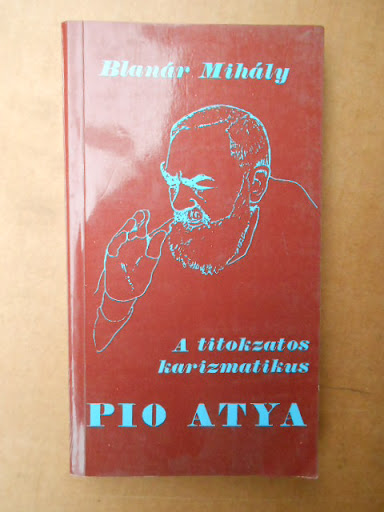 Blanár Mihály
A titokzatos
karizmatikus
PIO ATYA